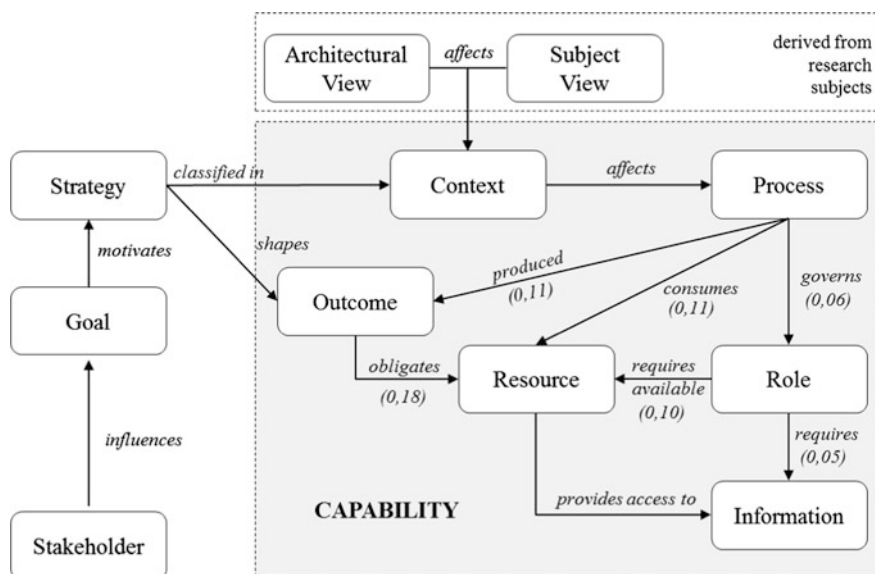 Architectural
View
affects
Subject
View
derived from
research
subjects
Strategy
classified in
Context
affects
Process
motivates
shapes
produced
(0,11)
consumes
(0,11)
governs
(0,06)
Goal
Outcome
obligates
(0,18)
Resource
requires
available
(0,10)
Role
influences
requires
(0,05)
Stakeholder
CAPABILITY
provides access to
Information